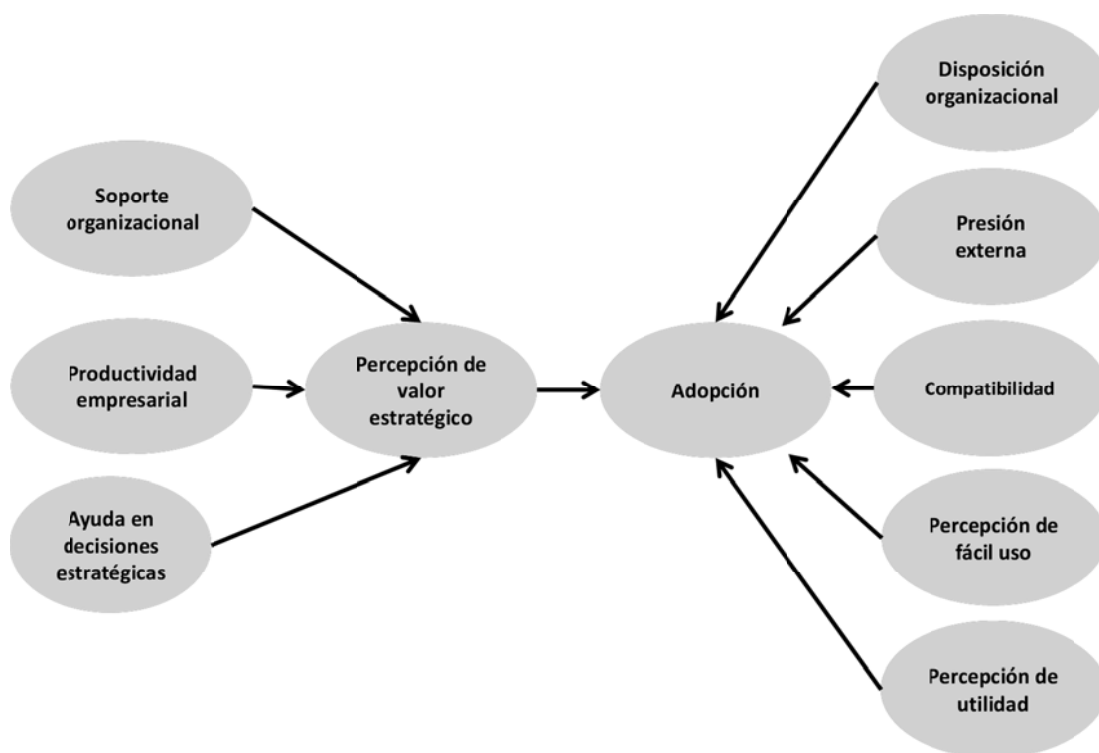 Soporte
organizacional
Productividad
empresarial
Ayuda en
decisiones
estratégicas
Percepción de
valor
estratégico
Adopción
Disposición
organizacional
Presión
externa
Compatibilidad
Percepción de
fácil uso
Percepción de
utilidad